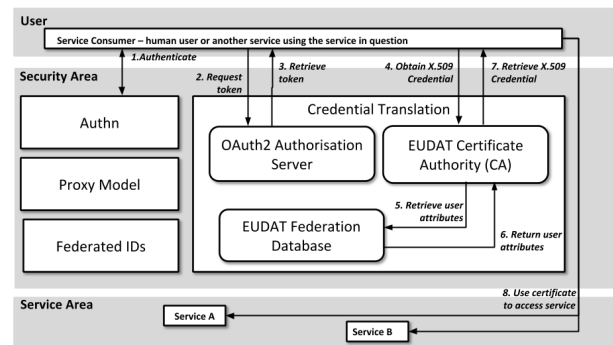 User
Service Consumer – human user or another service using the service in question
1.Authenticate
2. Request
token
3. Retrieve
token
4. Obtain X.509
Credential
7. Retrieve X.509
Credential
Security Area
Authn
Proxy Model
Federated IDs
Credential Translation
OAuth2 Authorisation
Server
EUDAT Certificate
Authority (CA)
5. Retrieve user
attributes
6. Return user
attributes
EUDAT Federation
Database
8. Use certificate
to access service
Service Area
Service A
Service B